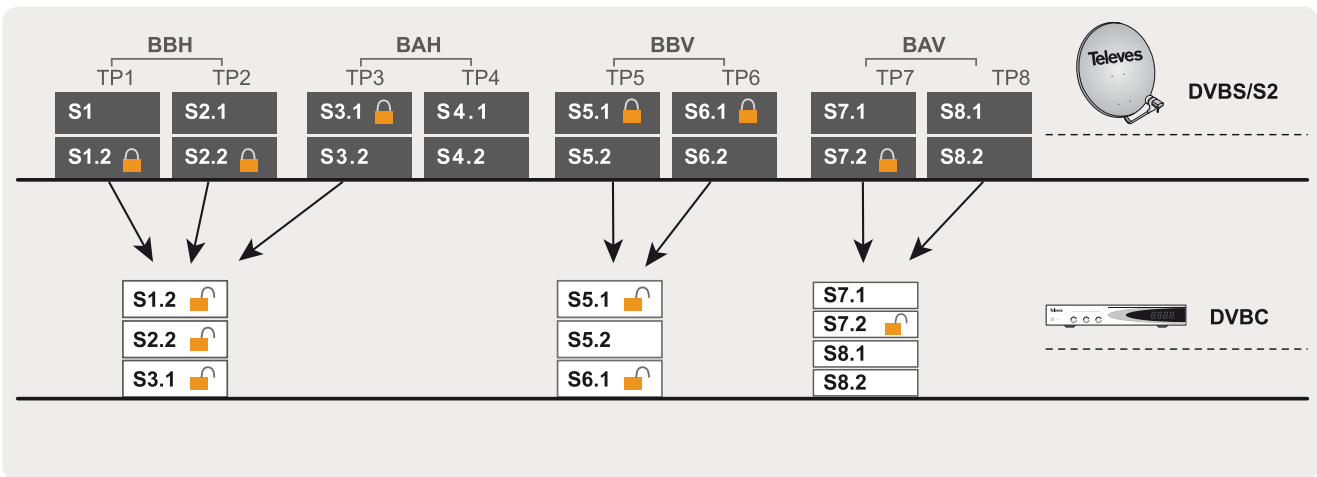 BBH BAH BBV BAV
TP1 TP2 TP3 TP4 TP5 TP6 TP7 TP8
Televes
DVBS/S2
S1 S2.1 S3.1 S4.1 S5.1 S6.1 S7.1 S8.1
S1.2 S2.2 S3.2 S4.2 S5.2 S6.2 S7.2 S8.2
S1.2
S2.2
S3.1
S5.1
S5.2
S6.1
S7.1
S7.2
S8.1
S8.2
Televes
DVBC